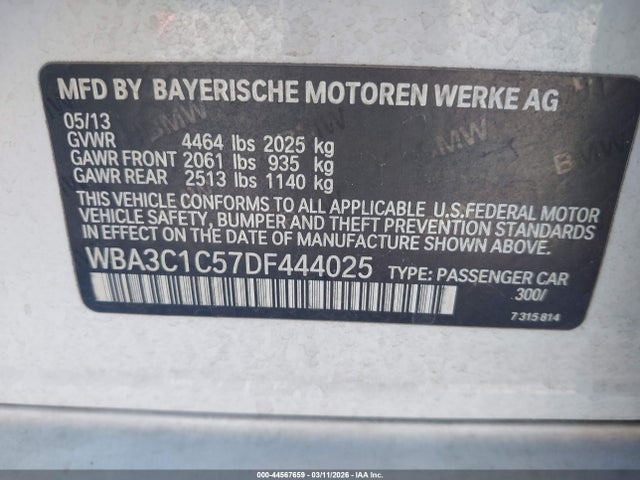 MFD BY BAYERISCHE MOTOREN WERKE AG
05/13
GVWR 4464 lbs 2025 kg
GAWR FRONT 2061 lbs 935 kg
GAWR REAR 2513 lbs 1140 kg
THIS VEHICLE CONFORMS TO ALL APPLICABLE U.S.FEDERAL MOTOR
VEHICLE SAFETY, BUMPER AND THEFT PREVENTION STANDARDS
IN EFFECT ON THE DATE OF MANUFACTURE SHOWN ABOVE.
WBA3C1C57DF444025 TYPE: PASSENGER CAR
300/
7 315 814
BMW
BMW
000-44567659 | 03/11/2026 | IAA, Inc.